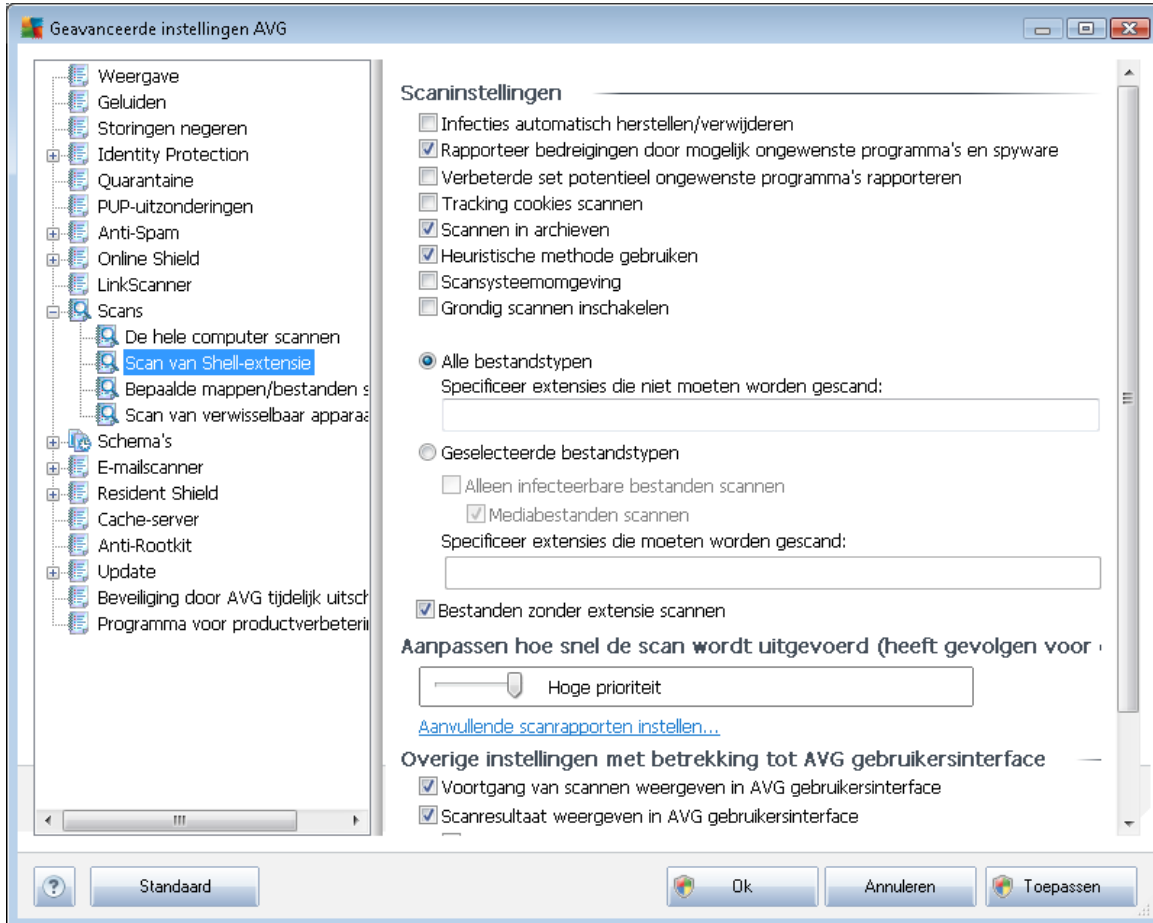 Geavanceerde instellingen AVG
Weergave
Geluiden
Storingen negeren
Identity Protection
Quarantaine
PUP-uitzonderingen
Anti-Spam
Online Shield
LinkScanner
Scans
De hele computer scannen
Scan van Shell-extensie
Bepaalde mappen/bestanden s
Scan van verwisselbaar apparaa
Schema's
E-mailscanner
Resident Shield
Cache-server
Anti-Rootkit
Update
Beveiliging door AVG tijdelijk uitsch
Programma voor productverbeteri
Scaninstellingen
Infecties automatisch herstellen/verwijderen
Rapporteer bedreigingen door mogelijk ongewenste programma's en spyware
Verbeterde set potentieel ongewenste programma's rapporteren
Tracking cookies scannen
Scannen in archieven
Heuristische methode gebruiken
Scansysteemomgeving
Grondig scannen inschakelen
Alle bestandstypen
Specificeer extensies die niet moeten worden gescand:
Geselecteerde bestandstypen
Alleen infecteerbare bestanden scannen
Mediabestanden scannen
Specificeer extensies die moeten worden gescand:
Bestanden zonder extensie scannen
Aanpassen hoe snel de scan wordt uitgevoerd (heeft gevolgen voor
Hoge prioriteit
Aanvullende scanrapporten instellen...
Overige instellingen met betrekking tot AVG gebruikersinterface
Voortgang van scannen weergeven in AVG gebruikersinterface
Scanresultaat weergeven in AVG gebruikersinterface
?
Standaard
Ok
Annuleren
Toepassen